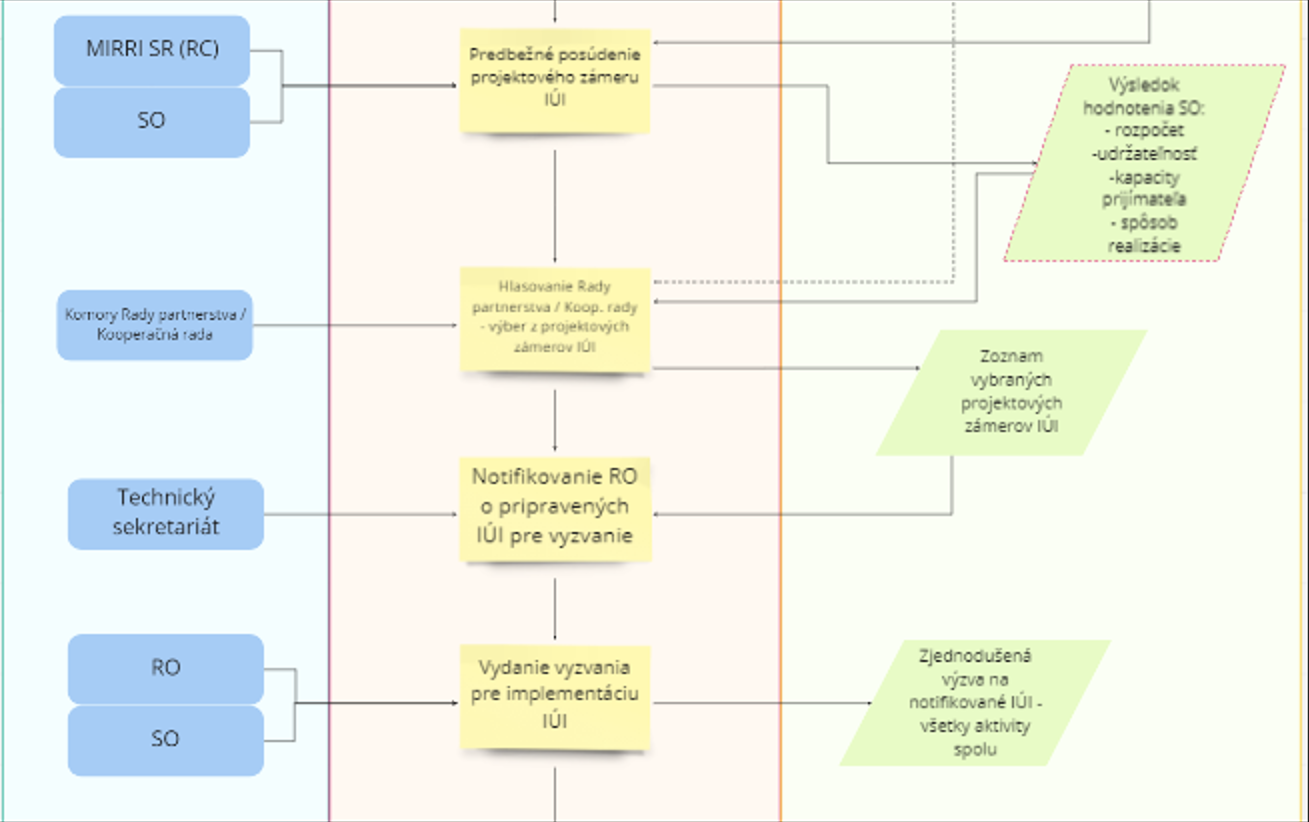 MIRRI SR (RC)
SO
Predbežné posúdenie
projektového zámeru
IÚI
Výsledok
hodnotenia SO:
- rozpočet
-udržateľnosť
-kapacity
prijímateľa
- spôsob
realizácie
Komory Rady partnerstva /
Kooperačná rada
Hlasovanie Rady
partnerstva / Koop. rady
- výber z projektových
zámerov IÚI
Zoznam
vybraných
projektových
zámerov IÚI
Technický
sekretariát
Notifikovanie RO
o pripravených
IÚI pre vyzvanie
RO
SO
Vydanie vyzvania
pre implementáciu
IÚI
Zjednodušená
výzva na
notifikované IÚI -
všetky aktivity
spolu